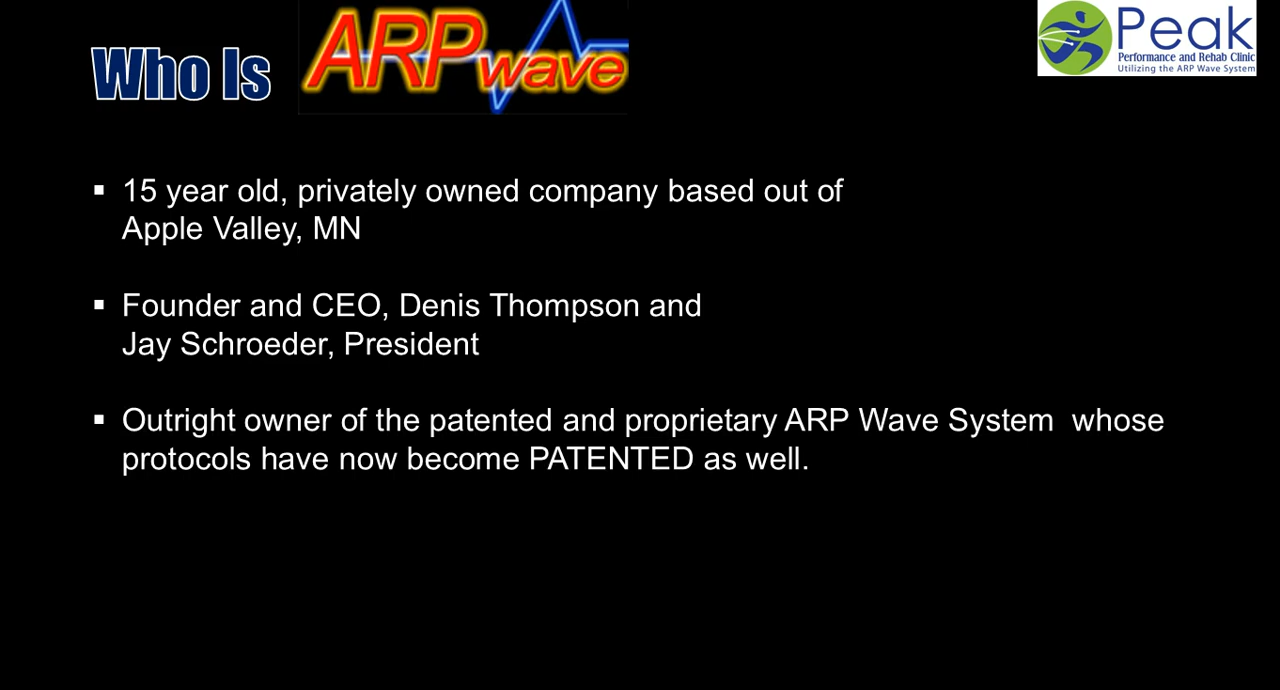 Who Is ARPwave
Peak
Performance and Rehab Clinic
Utilizing the ARP Wave System
▪ 15 year old, privately owned company based out of
Apple Valley, MN
▪ Founder and CEO, Denis Thompson and
Jay Schroeder, President
▪ Outright owner of the patented and proprietary ARP Wave System  whose
protocols have now become PATENTED as well.